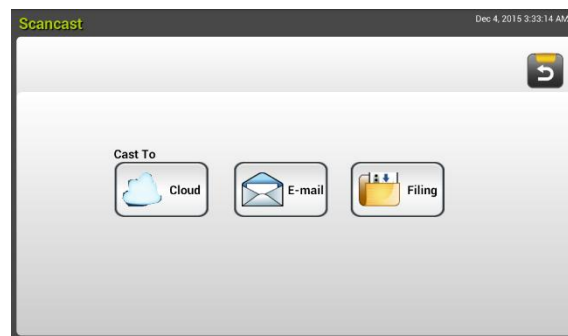 Scancast
Dec 4, 2015 3:33:14 AM
Cast To
Cloud
E-mail
Filing